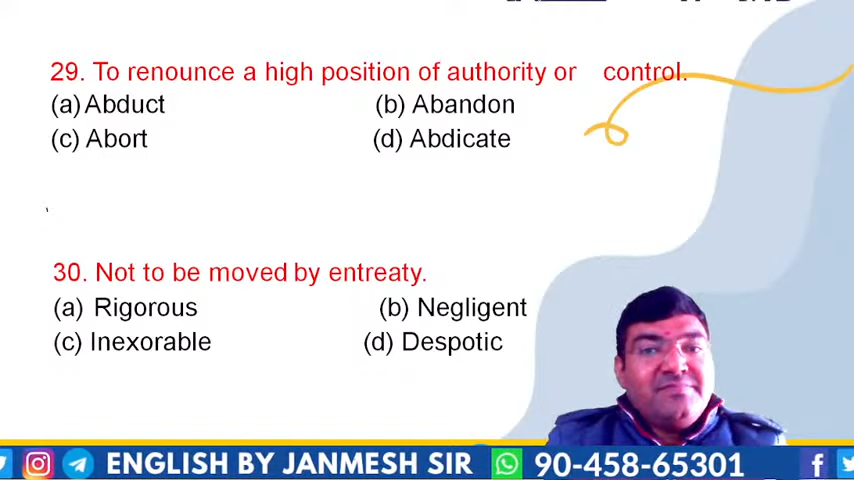 29. To renounce a high position of authority or control.
(a) Abduct (b) Abandon
(c) Abort (d) Abdicate
30. Not to be moved by entreaty.
(a) Rigorous (b) Negligent
(c) Inexorable (d) Despotic
ENGLISH BY JANMESH SIR 90-458-65301